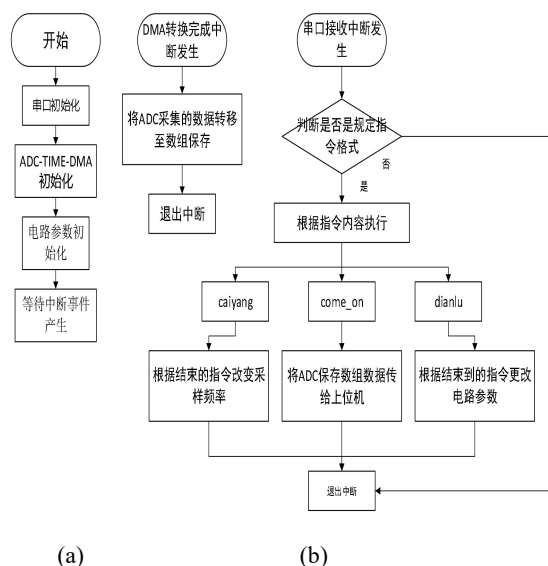 开始
串口初始化
ADC-TIME-DMA
初始化
电路参数初
始化
等待中断事件
产生
DMA转换完成中
断发生
将ADC采集的数据转移
至数组保存
退出中断
串口接收中断发
生
判断是否是规定指
令格式
否
是
根据指令内容执行
caiyang
come_on
dianlu
根据结束的指令改变采
样频率
将ADC保存数组数据传
给上位机
根据结束到的指令更改
电路参数
退出中断
(a)
(b)